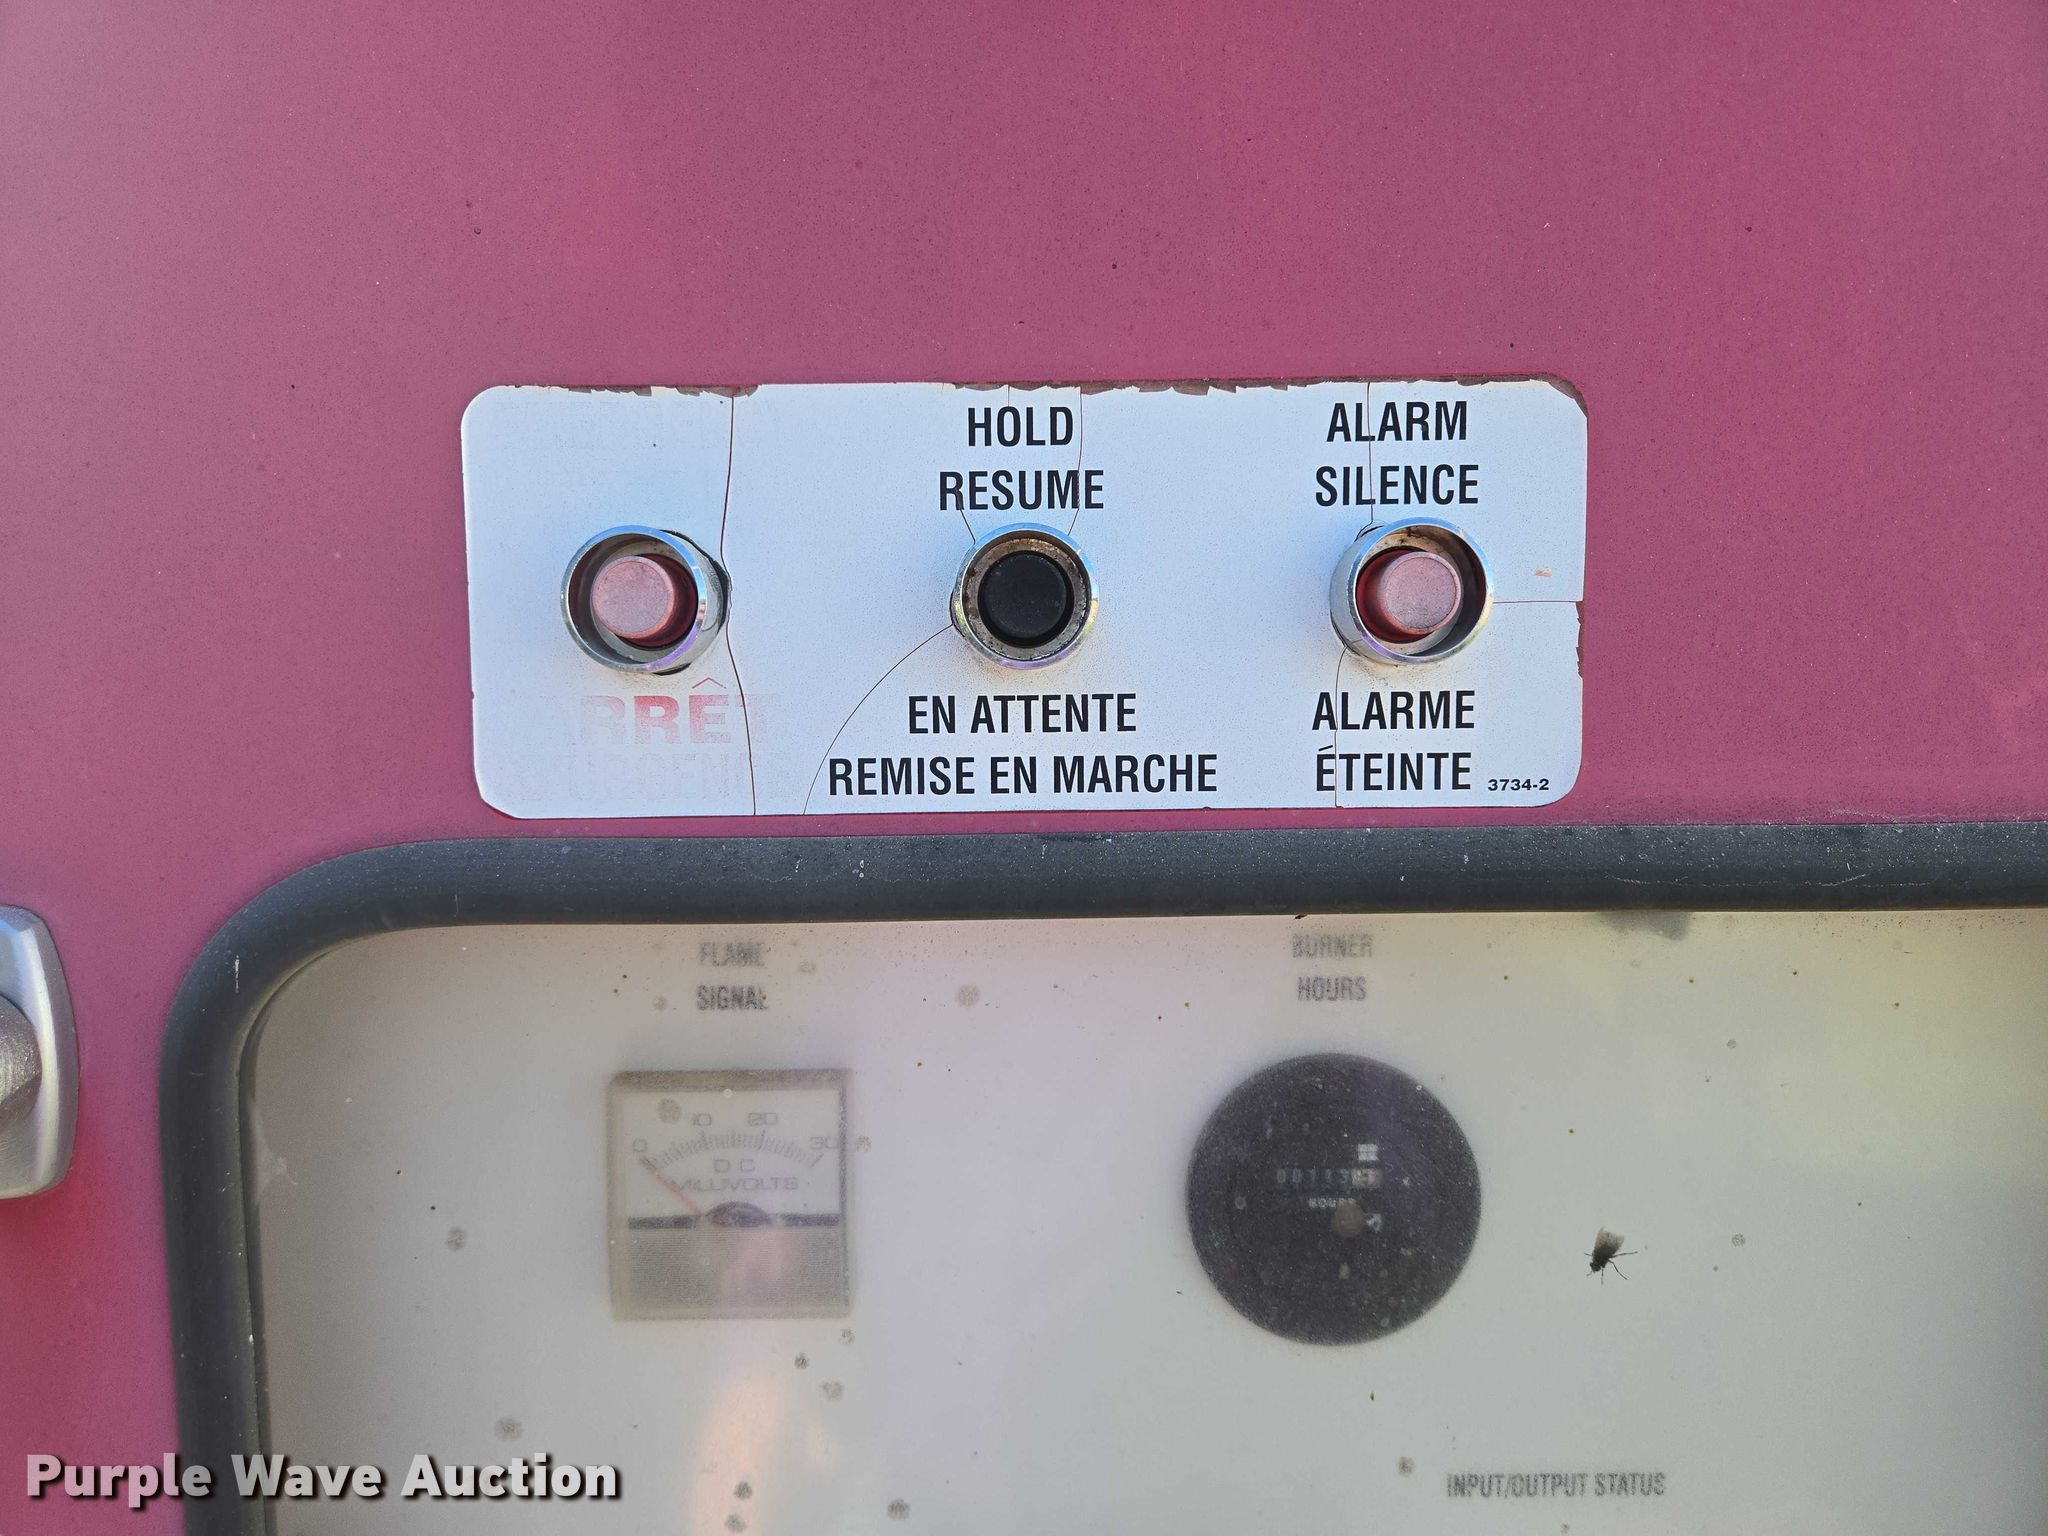 HOLD
RESUME
ALARM
SILENCE
ARRÊT
D'URGENCE
EN ATTENTE
REMISE EN MARCHE
ALARME
ÉTEINTE
3734-2
FLAME
SIGNAL
BURNER
HOURS
0 10 20 30
DC
MILLIVOLTS
HOURS
INPUT/OUTPUT STATUS
Purple Wave Auction